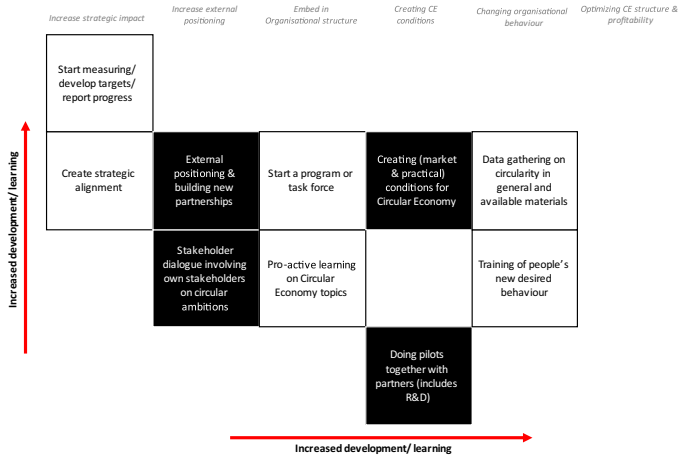 Increase strategic impact
Increase external
positioning
Embed in
Organisational structure
Creating CE
conditions
Changing organisational
behaviour
Optimizing CE structure &
profitability
Start measuring/
develop targets/
report progress
Create strategic
alignment
External
positioning &
building new
partnerships
Start a program or
task force
Creating (market
& practical)
conditions for
Circular Economy
Data gathering on
circularity in
general and
available materials
Stakeholder
dialogue involving
own stakeholders
on circular
ambitions
Pro-active learning
on Circular
Economy topics
Training of people's
new desired
behaviour
Doing pilots
together with
partners (includes
R&D)
Increased development/ learning
Increased development/ learning